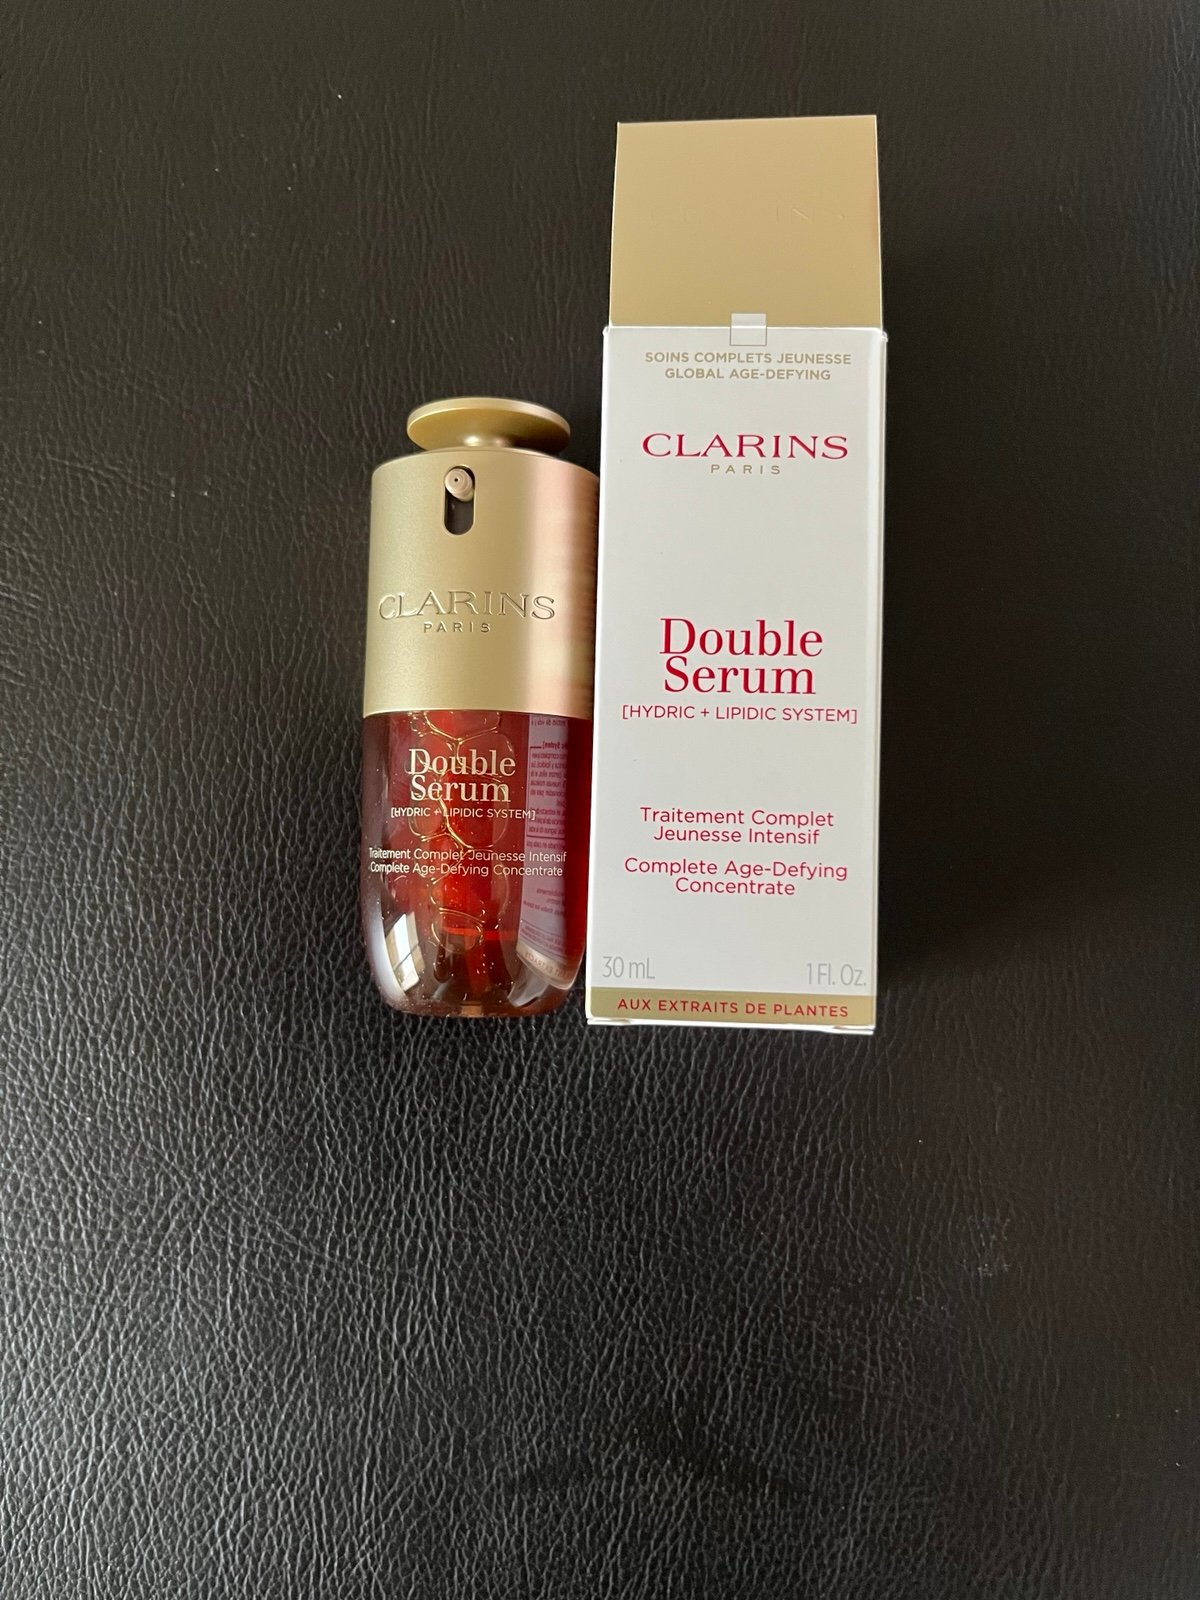 CLARINS
PARIS
Double
Serum
[HYDRIC + LIPIDIC SYSTEM]
Traitement Complet Jeunesse Intensif
Complete Age-Defying Concentrate
SOINS COMPLETS JEUNESSE
GLOBAL AGE-DEFYING
CLARINS
PARIS
Double
Serum
[HYDRIC + LIPIDIC SYSTEM]
Traitement Complet
Jeunesse Intensif
Complete Age-Defying
Concentrate
30 mL 1 Fl. Oz.
AUX EXTRAITS DE PLANTES